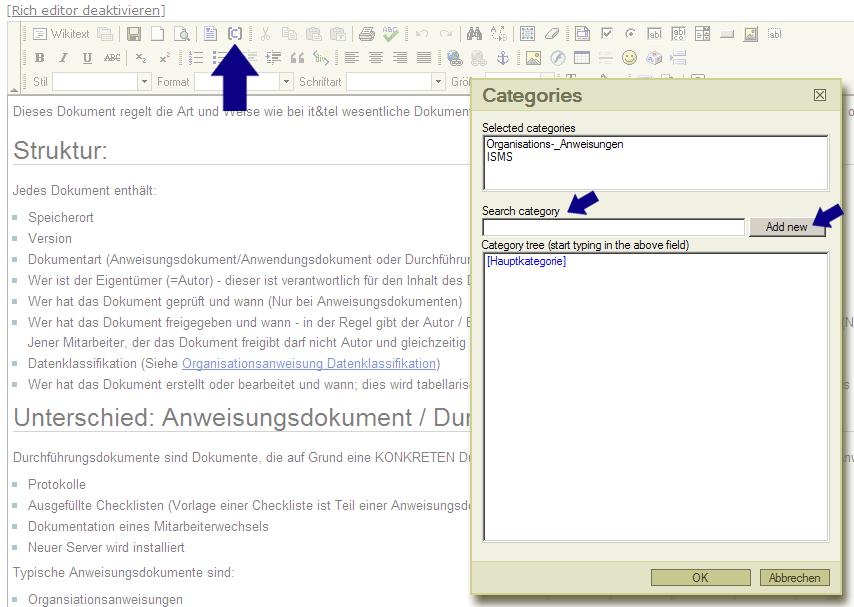 [Rich editor deaktivieren]
Wikitext
Stil Format Schriftart
Dieses Dokument regelt die Art und Weise wie bei it&tel wesentliche Dokumen
Struktur:
Jedes Dokument enthält:
Speicherort
Version
Dokumentart (Anweisungsdokument/Anwendungsdokument oder Durchführu
Wer ist der Eigentümer (=Autor) - dieser ist verantwortlich für den Inhalt des D
Wer hat das Dokument geprüft und wann (Nur bei Anweisungsdokumenten)
Wer hat das Dokument freigegeben und wann - in der Regel gibt der Autor / E
Jener Mitarbeiter, der das Dokument freigibt darf nicht Autor und gleichzeitig
Datenklassifikation (Siehe Organisationsanweisung Datenklassifikation)
Wer hat das Dokument erstellt oder bearbeitet und wann; dies wird tabellaris
Unterschied: Anweisungsdokument / Dur
Durchführungsdokumente sind Dokumente, die auf Grund eine KONKRETEN Du
Protokolle
Ausgefüllte Checklisten (Vorlage einer Checkliste ist Teil einer Anweisungsdo
Dokumentation eines Mitarbeiterwechsels
Neuer Server wird installiert
Typische Anweisungsdokumente sind:
Organsiationsanweisungen
Categories
Selected categories
Organisations-_Anweisungen
ISMS
Search category
Add new
Category tree (start typing in the above field)
[Hauptkategorie]
OK Abbrechen